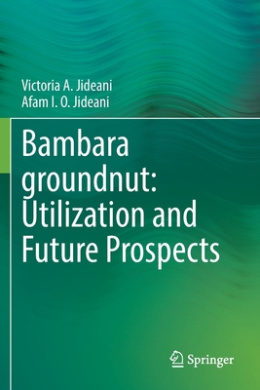 Victoria A. Jideani
Afam I. O. Jideani
Bambara
groundnut:
Utilization and
Future Prospects
Springer